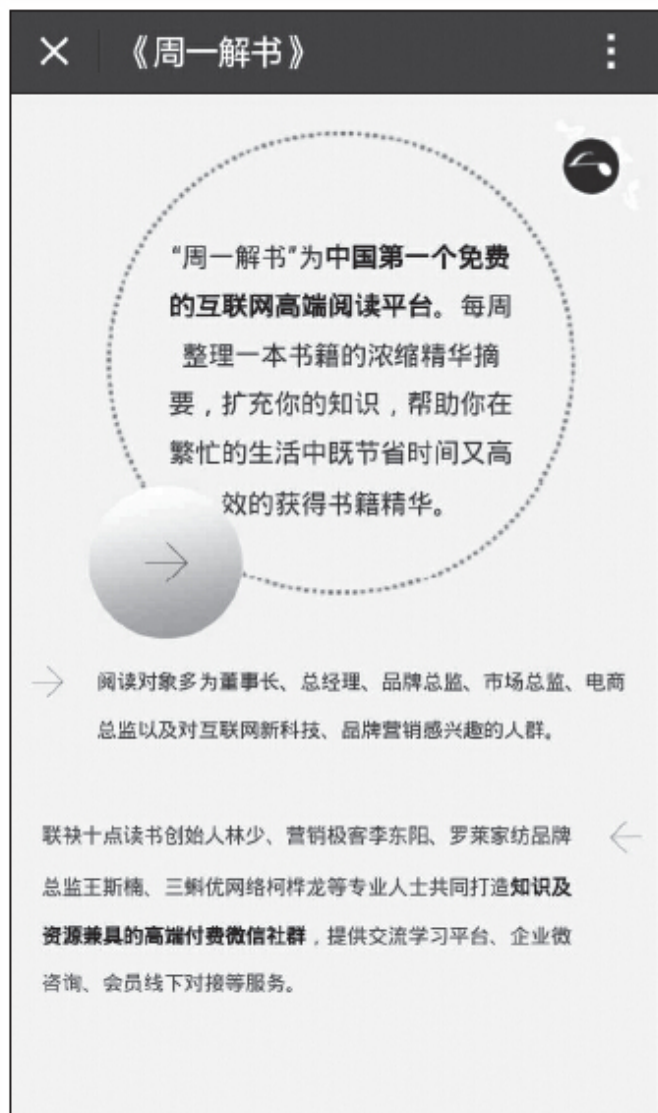 《周一解书》
“周一解书”为中国第一个免费
的互联网高端阅读平台。每周
整理一本书籍的浓缩精华摘
要，扩充你的知识，帮助你在
繁忙的生活中既节省时间又高
效的获得书籍精华。
阅读对象多为董事长、总经理、品牌总监、市场总监、电商
总监以及对互联网新科技、品牌营销感兴趣的人群。
联袂十点读书创始人林少、营销极客李东阳、罗莱家纺品牌
总监王斯楠、三蝌优网络柯桦龙等专业人士共同打造知识及
资源兼具的高端付费微信社群，提供交流学习平台、企业微
咨询、会员线下对接等服务。